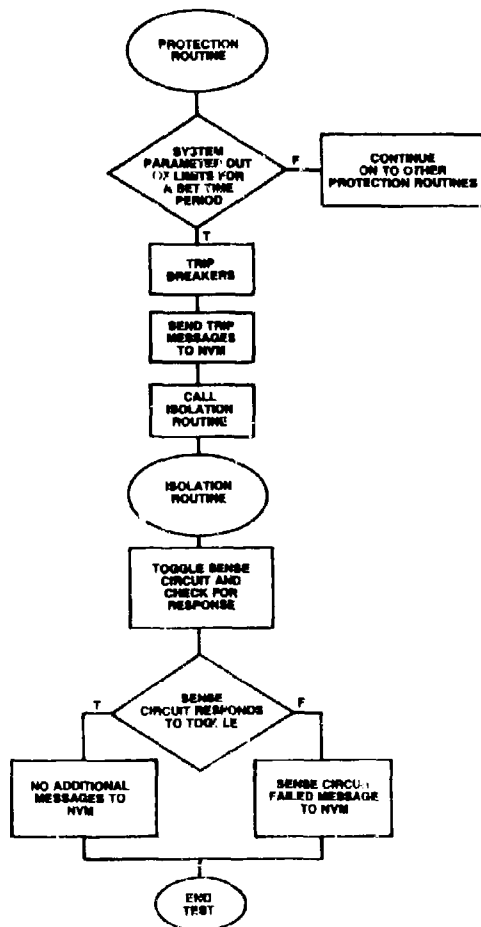 PROTECTION
ROUTINE
SYSTEM
PARAMETER OUT
OF LIMITS FOR
A SET TIME
PERIOD
F
CONTINUE
ON TO OTHER
PROTECTION ROUTINES
T
TRIP
BREAKERS
SEND TRIP
MESSAGES
TO NVM
CALL
ISOLATION
ROUTINE
ISOLATION
ROUTINE
TOGGLE SENSE
CIRCUIT AND
CHECK FOR
RESPONSE
SENSE
CIRCUIT RESPONDS
TO TOGGLE
T
F
NO ADDITIONAL
MESSAGES TO
NVM
SENSE CIRCUIT
FAILED MESSAGE
TO NVM
END
TEST